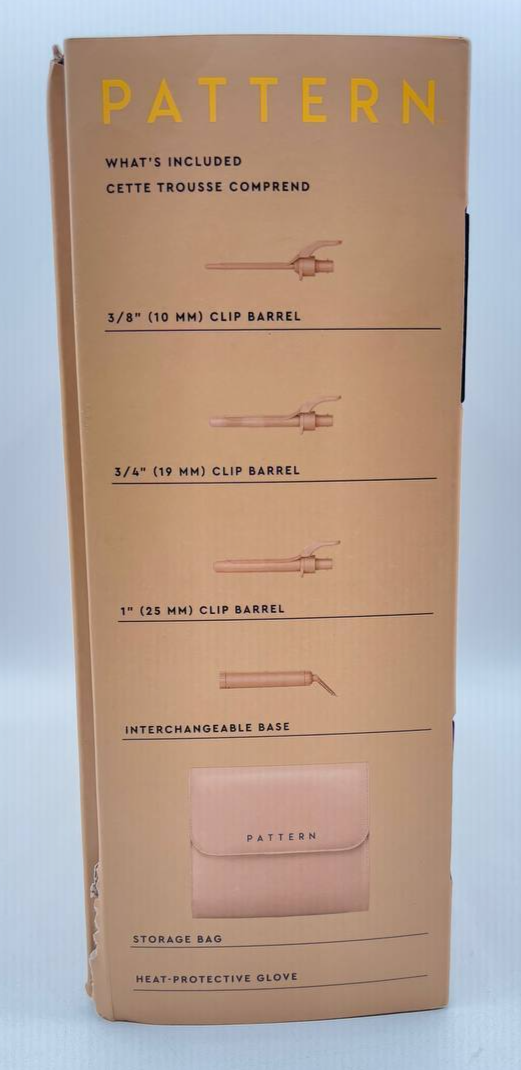 PATTERN
WHAT'S INCLUDED
CETTE TROUSSE COMPREND
3/8" (10 MM) CLIP BARREL
3/4" (19 MM) CLIP BARREL
1" (25 MM) CLIP BARREL
INTERCHANGEABLE BASE
PATTERN
STORAGE BAG
HEAT-PROTECTIVE GLOVE